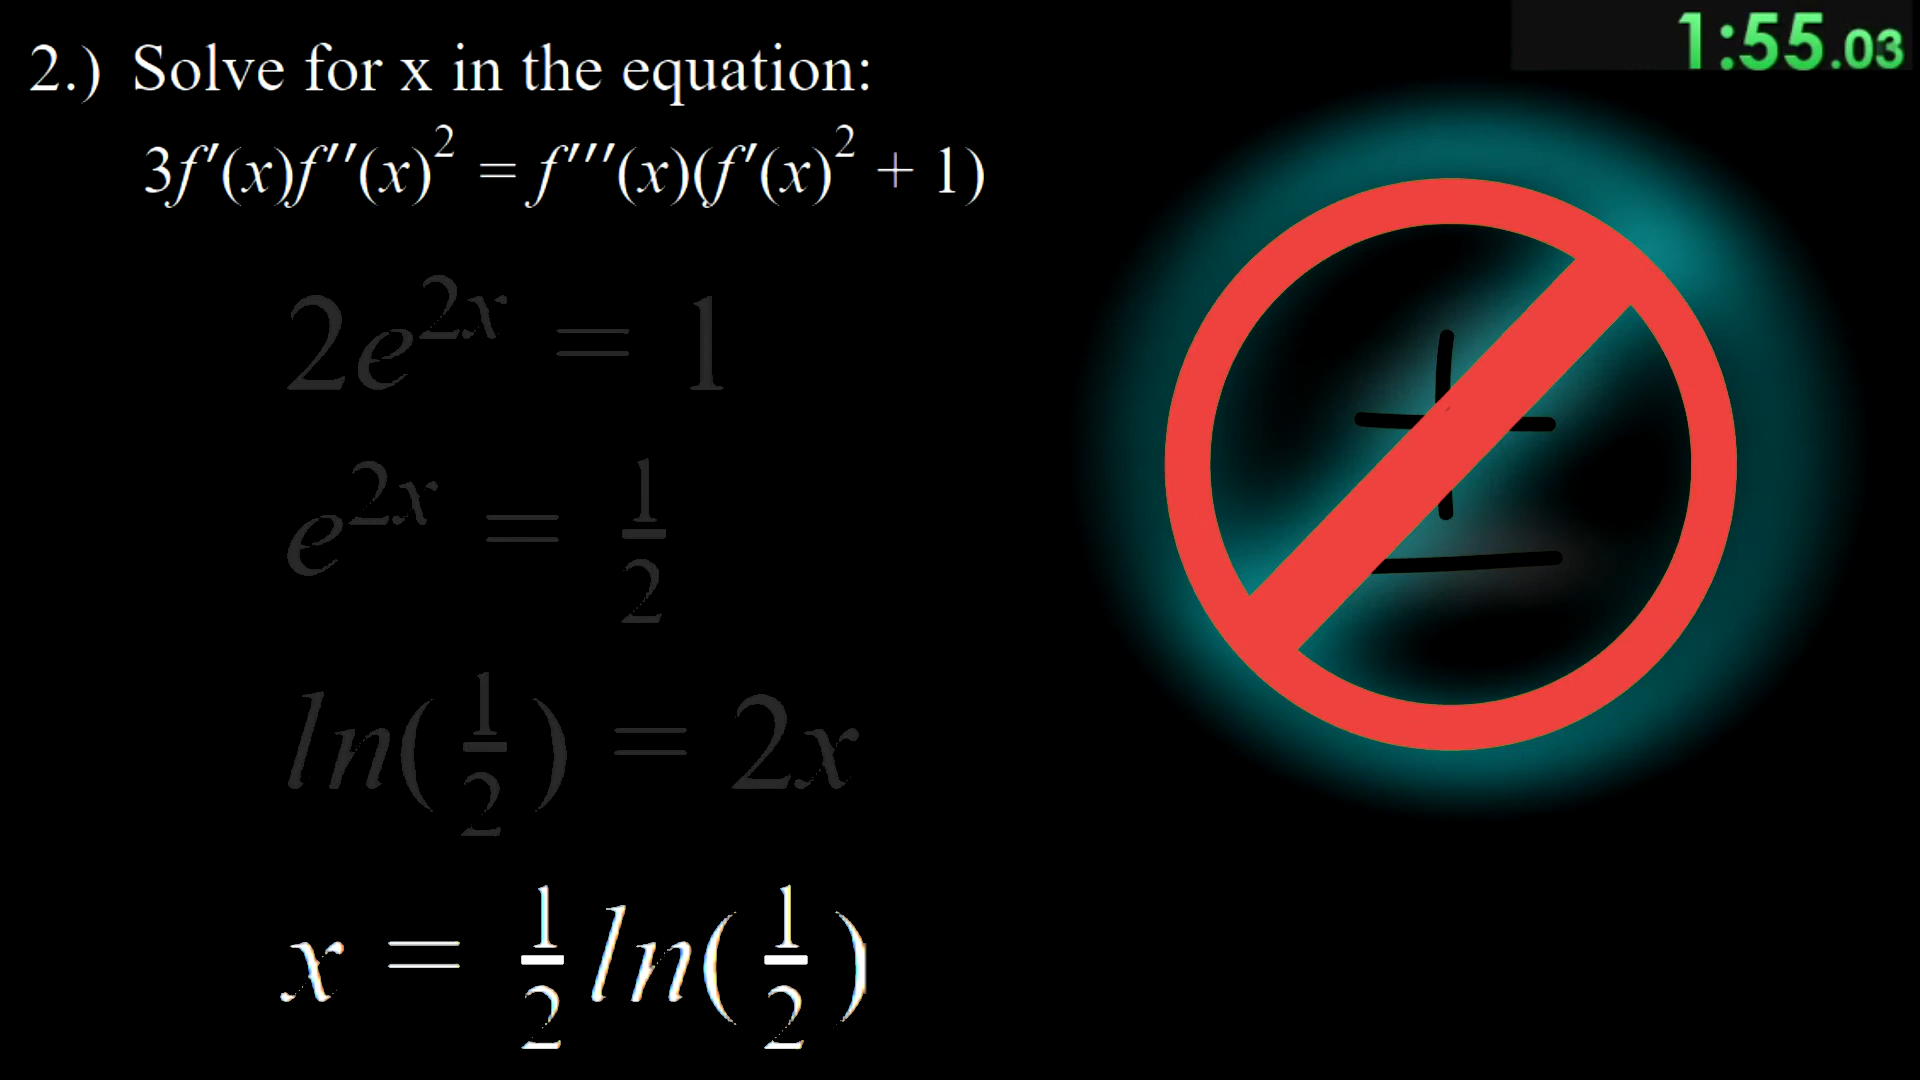 1:55.03
2.) Solve for x in the equation:
3f′(x)f′′(x)² = f′′′(x)(f′(x)² + 1)
2e^{2x} = 1
e^{2x} = 1/2
ln(1/2) = 2x
x = 1/2 ln(1/2)
±